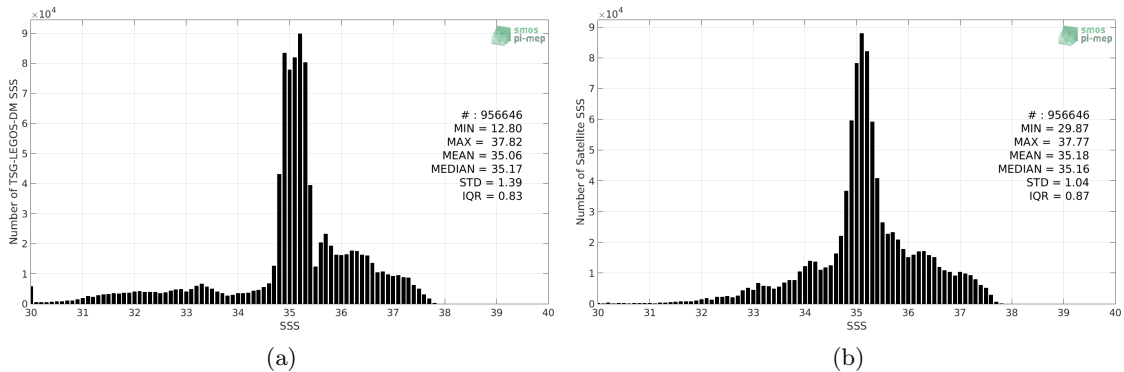 ×10⁴
9
8
7
6
5
4
3
2
1
0
Number of TSG-LEGOS-DM SSS
30 31 32 33 34 35 36 37 38 39 40
SSS
smos
pi-mep
# : 956646
MIN = 12.80
MAX = 37.82
MEAN = 35.06
MEDIAN = 35.17
STD = 1.39
IQR = 0.83
(a)
×10⁴
9
8
7
6
5
4
3
2
1
0
Number of Satellite SSS
30 31 32 33 34 35 36 37 38 39 40
SSS
smos
pi-mep
# : 956646
MIN = 29.87
MAX = 37.77
MEAN = 35.18
MEDIAN = 35.16
STD = 1.04
IQR = 0.87
(b)